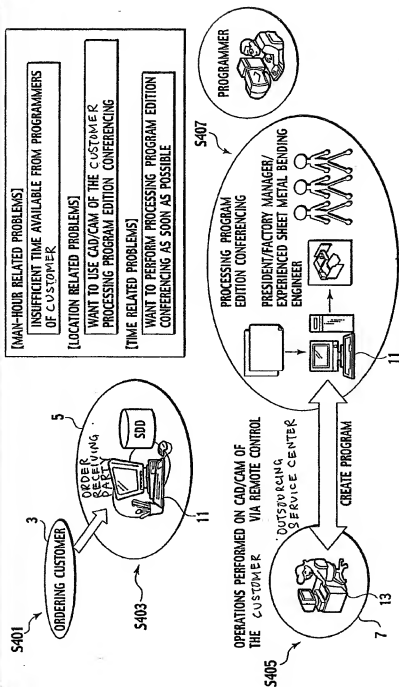 S401
ORDERING CUSTOMER
3
5
ORDER
RECEIVING
PARTY
SDD
11
S403
[MAN-HOUR RELATED PROBLEMS]
INSUFFICIENT TIME AVAILABLE FROM PROGRAMMERS
OF CUSTOMER
[LOCATION RELATED PROBLEMS]
WANT TO USE CAD/CAM OF THE CUSTOMER
PROCESSING PROGRAM EDITION CONFERENCING
[TIME RELATED PROBLEMS]
WANT TO PERFORM PROCESSING PROGRAM EDITION
CONFERENCING AS SOON AS POSSIBLE
OPERATIONS PERFORMED ON CAD/CAM OF
THE CUSTOMER VIA REMOTE CONTROL
S405
OUTSOURCING
SERVICE CENTER
7
13
CREATE PROGRAM
S407
PROCESSING PROGRAM
EDITION CONFERENCING
PRESIDENT/FACTORY MANAGER/
EXPERIENCED SHEET METAL BENDING
ENGINEER
11
PROGRAMMER